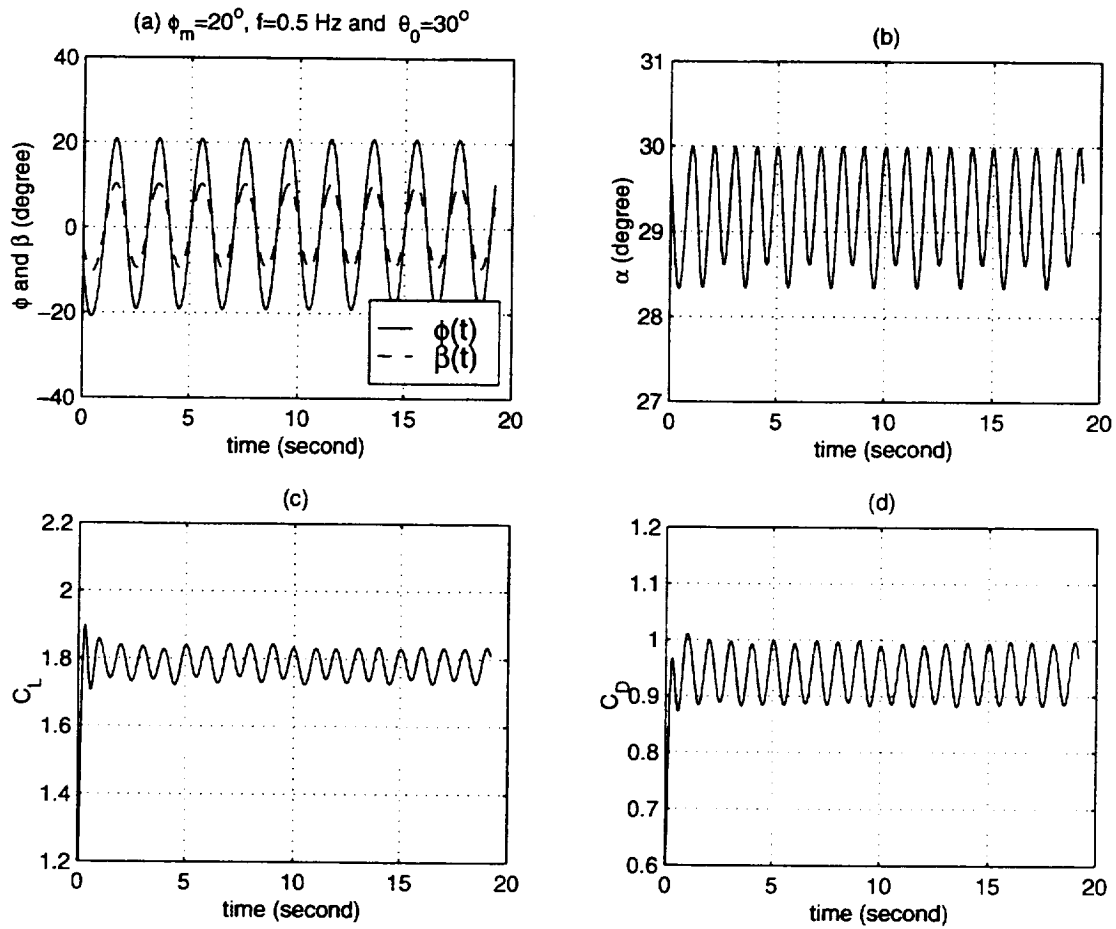 (a) ϕm=20°, f=0.5 Hz and θ0=30°
40
20
0
−20
−40
ϕ and β (degree)
ϕ(t)
β(t)
0 5 10 15 20
time (second)
(b)
31
30
29
28
27
α (degree)
0 5 10 15 20
time (second)
(c)
2.2
2
1.8
1.6
1.4
1.2
CL
0 5 10 15 20
time (second)
(d)
1.2
1.1
1
0.9
0.8
0.7
0.6
CD
0 5 10 15 20
time (second)